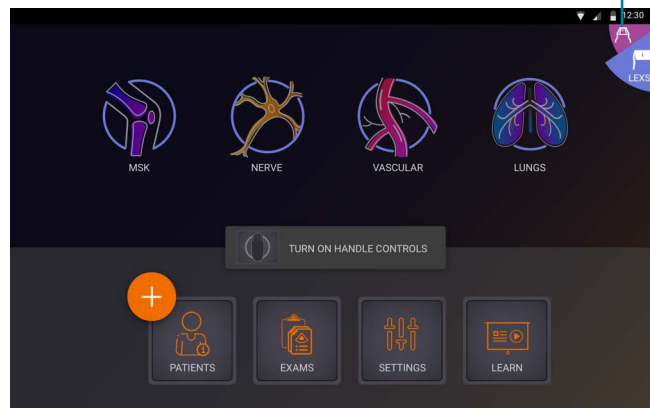 12:30
LEXS
MSK
NERVE
VASCULAR
LUNGS
TURN ON HANDLE CONTROLS
PATIENTS
EXAMS
SETTINGS
LEARN